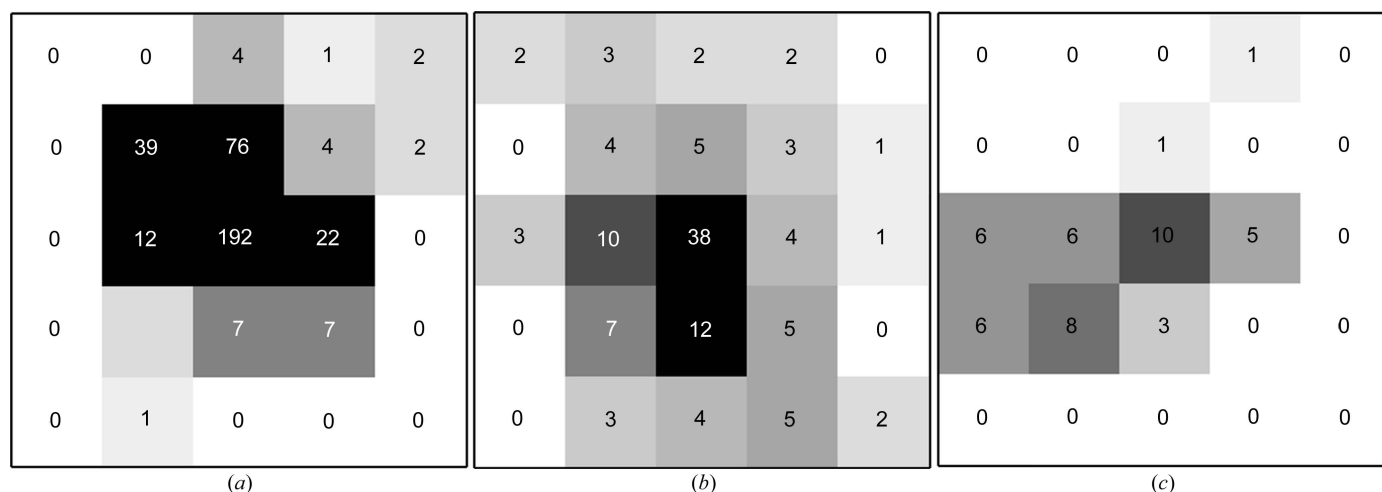 0 0 4 1 2 2 3 2 2 0 0 0 0 1 0
0 39 76 4 2 0 4 5 3 1 0 0 1 0 0
0 12 192 22 0 3 10 38 4 1 6 6 10 5 0
0 7 7 0 0 7 12 5 0 6 8 3 0 0
0 1 0 0 0 0 3 4 5 2 0 0 0 0 0
(a) (b) (c)